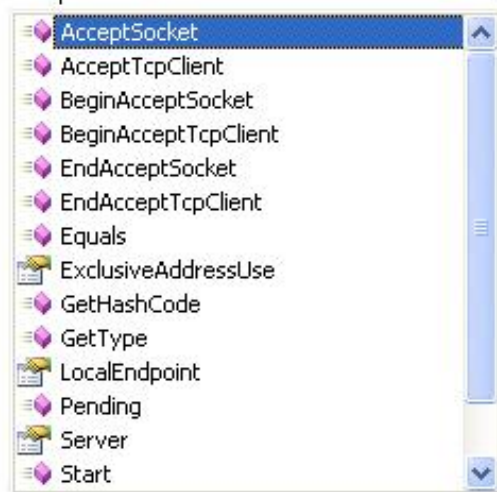 AcceptSocket
AcceptTcpClient
BeginAcceptSocket
BeginAcceptTcpClient
EndAcceptSocket
EndAcceptTcpClient
Equals
ExclusiveAddressUse
GetHashCode
GetType
LocalEndpoint
Pending
Server
Start